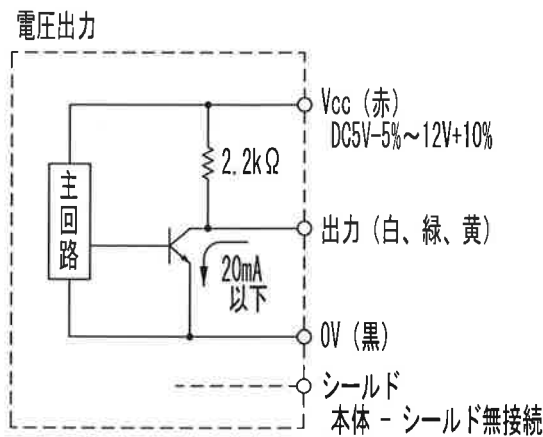 電圧出力
Vcc (赤)
DC5V-5%~12V+10%
2.2kΩ
主回路
出力 (白、緑、黄)
20mA
以下
0V (黒)
シールド
本体 - シールド無接続